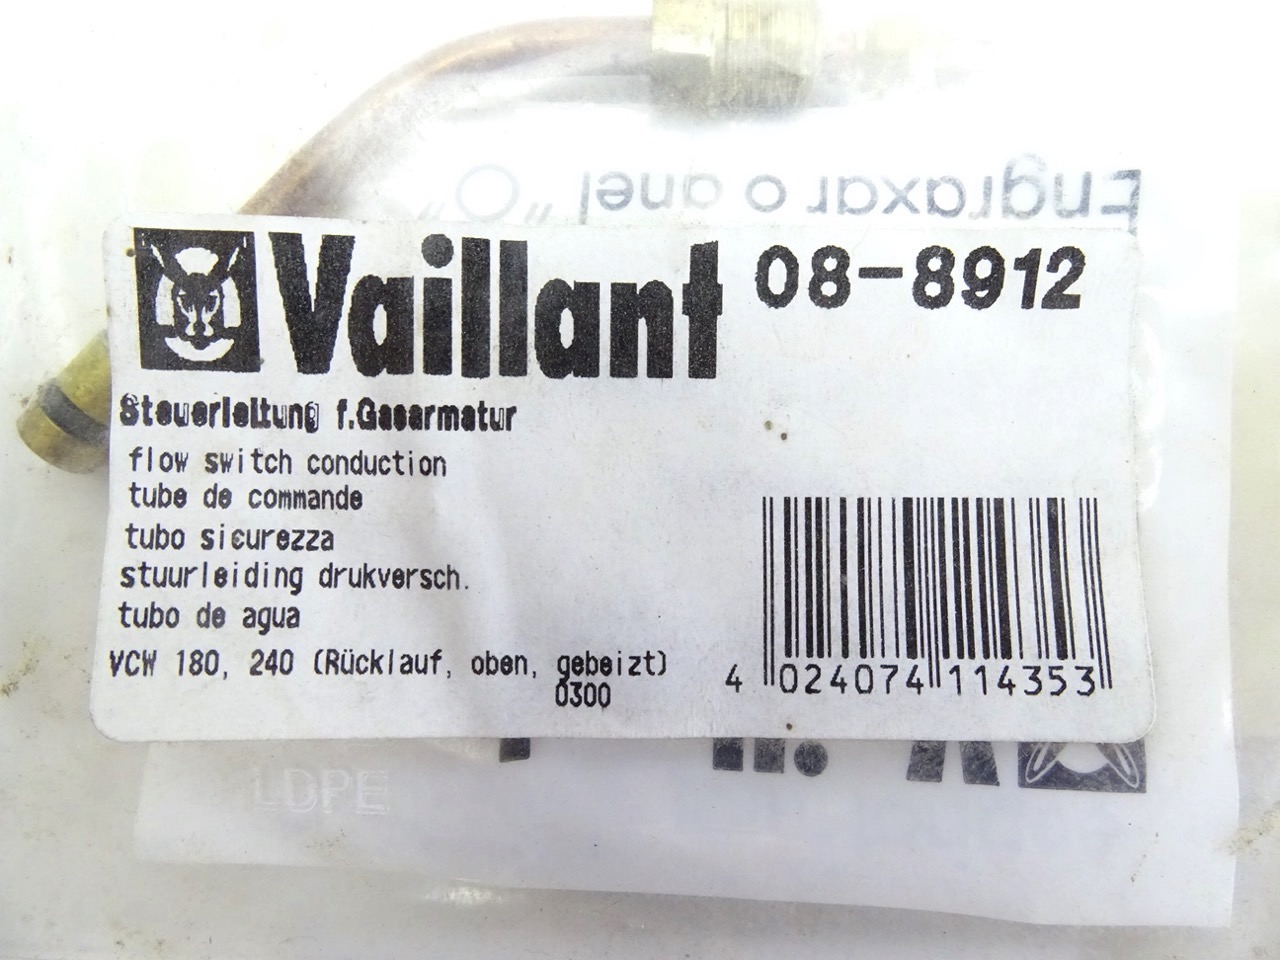 Engraxar o anel "O"
Vaillant 08-8912
Steuerleitung f.Gasarmatur
flow switch conduction
tube de commande
tubo sicurezza
stuurleiding drukversch.
tubo de agua
VCW 180, 240 (Rücklauf, oben, gebeizt)
0300
4 024074 114353
LDPE